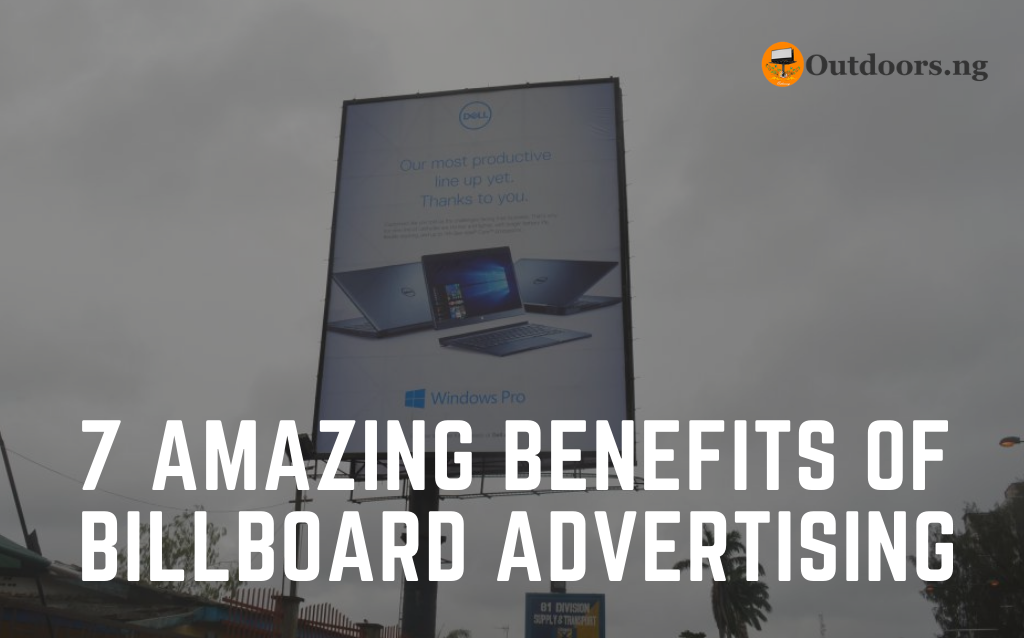 Outdoors.ng
DELL
Our most productive
line up yet.
Thanks to you.
Windows Pro
7 AMAZING BENEFITS OF
BILLBOARD ADVERTISING
81 DIVISION
SUPPLY & TRANSPORT